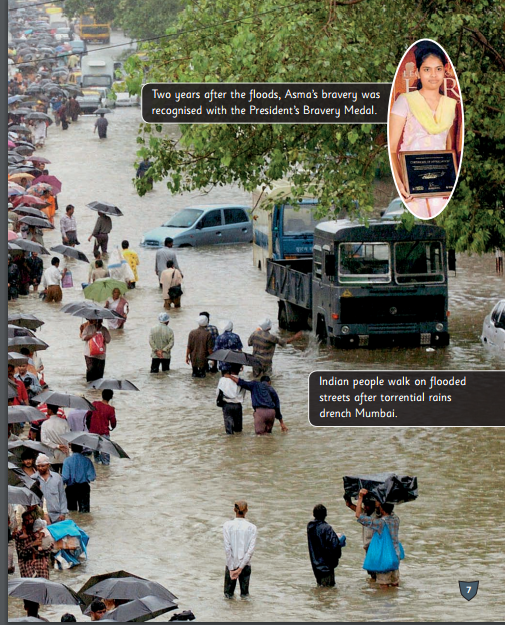 Two years after the floods, Asma's bravery was
recognised with the President's Bravery Medal.
Indian people walk on flooded
streets after torrential rains
drench Mumbai.
7